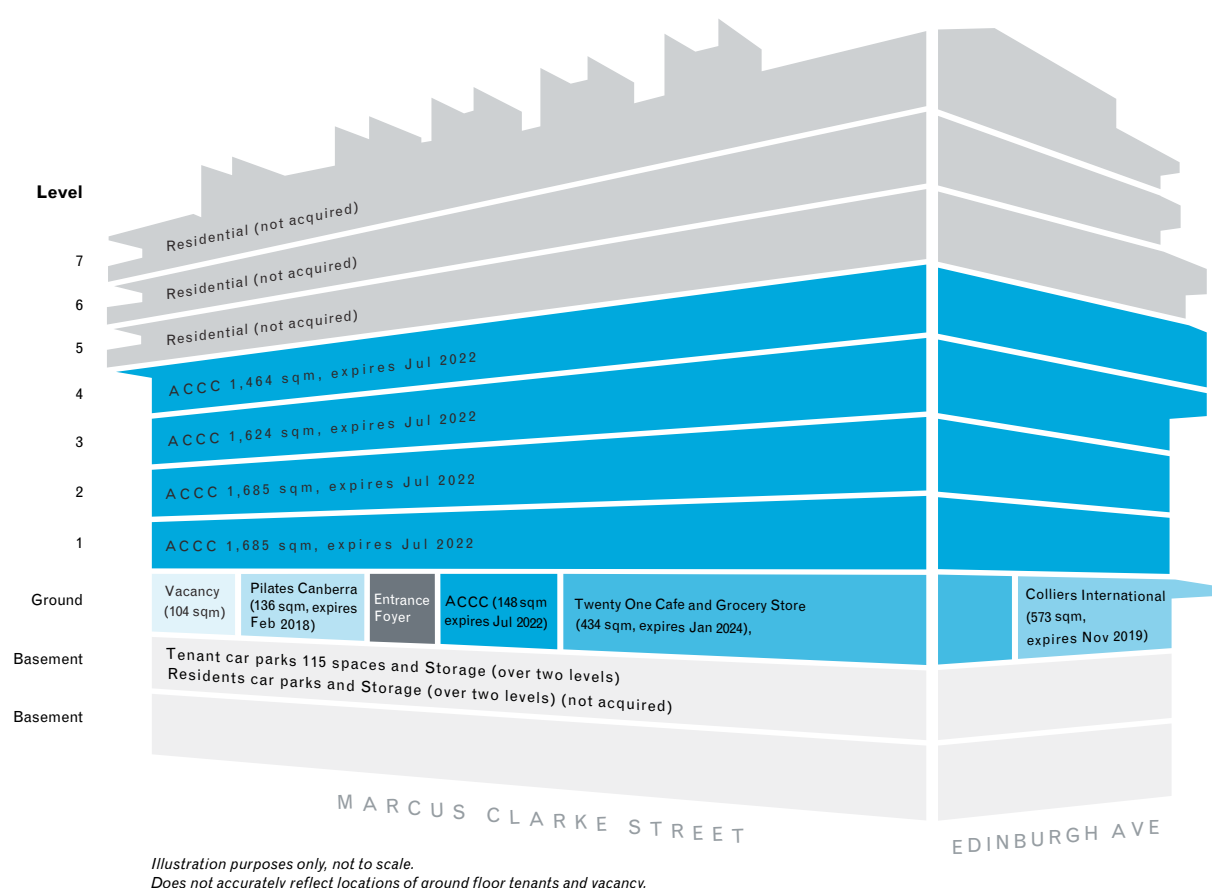 Level
7
Residential (not acquired)
6
Residential (not acquired)
5
Residential (not acquired)
4
ACCC 1,464 sqm, expires Jul 2022
3
ACCC 1,624 sqm, expires Jul 2022
2
ACCC 1,685 sqm, expires Jul 2022
1
ACCC 1,685 sqm, expires Jul 2022
Ground
Vacancy
(104 sqm)
Pilates Canberra
(136 sqm, expires
Feb 2018)
Entrance
Foyer
ACCC (148 sqm
expires Jul 2022)
Twenty One Cafe and Grocery Store
(434 sqm, expires Jan 2024),
Colliers International
(573 sqm,
expires Nov 2019)
Basement
Tenant car parks 115 spaces and Storage (over two levels)
Residents car parks and Storage (over two levels) (not acquired)
Basement
MARCUS CLARKE STREET
EDINBURGH AVE
Illustration purposes only, not to scale.
Does not accurately reflect locations of ground floor tenants and vacancy.